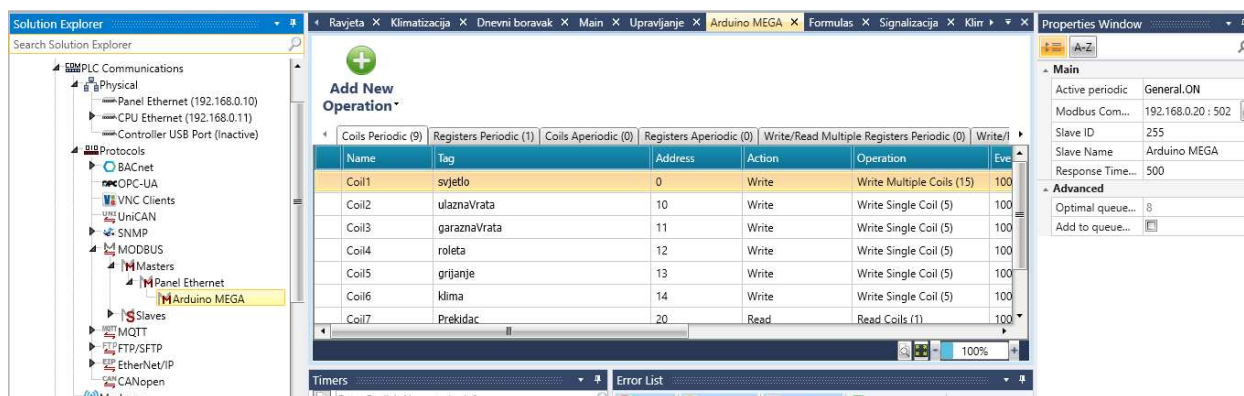 Solution Explorer
Search Solution Explorer
PLC Communications
Physical
Panel Ethernet (192.168.0.10)
CPU Ethernet (192.168.0.11)
Controller USB Port (Inactive)
Protocols
BACnet
OPC-UA
VNC Clients
UniCAN
SNMP
MODBUS
Masters
Panel Ethernet
Arduino MEGA
Slaves
MQTT
FTP/SFTP
EtherNet/IP
CANopen
Ravjeta Klimatizacija Dnevni boravak Main Upravljanje Arduino MEGA Formulas Signalizacija
Add New
Operation
Coils Periodic (9) Registers Periodic (1) Coils Aperiodic (0) Registers Aperiodic (0) Write/Read Multiple Registers Periodic (0)
Name Tag Address Action Operation
Coil1 svjetlo 0 Write Write Multiple Coils (15) 100
Coil2 ulaznaVrata 10 Write Write Single Coil (5) 100
Coil3 garaznaVrata 11 Write Write Single Coil (5) 100
Coil4 roleta 12 Write Write Single Coil (5) 100
Coil5 grijanje 13 Write Write Single Coil (5) 100
Coil6 klima 14 Write Write Single Coil (5) 100
Coil7 Prekidac 20 Read Read Coils (1) 100
100%
Timers
Error List
Properties Window
A-Z
Main
Active periodic General.ON
Modbus Com... 192.168.0.20 : 502
Slave ID 255
Slave Name Arduino MEGA
Response Time... 500
Advanced
Optimal queue... 8
Add to queue...